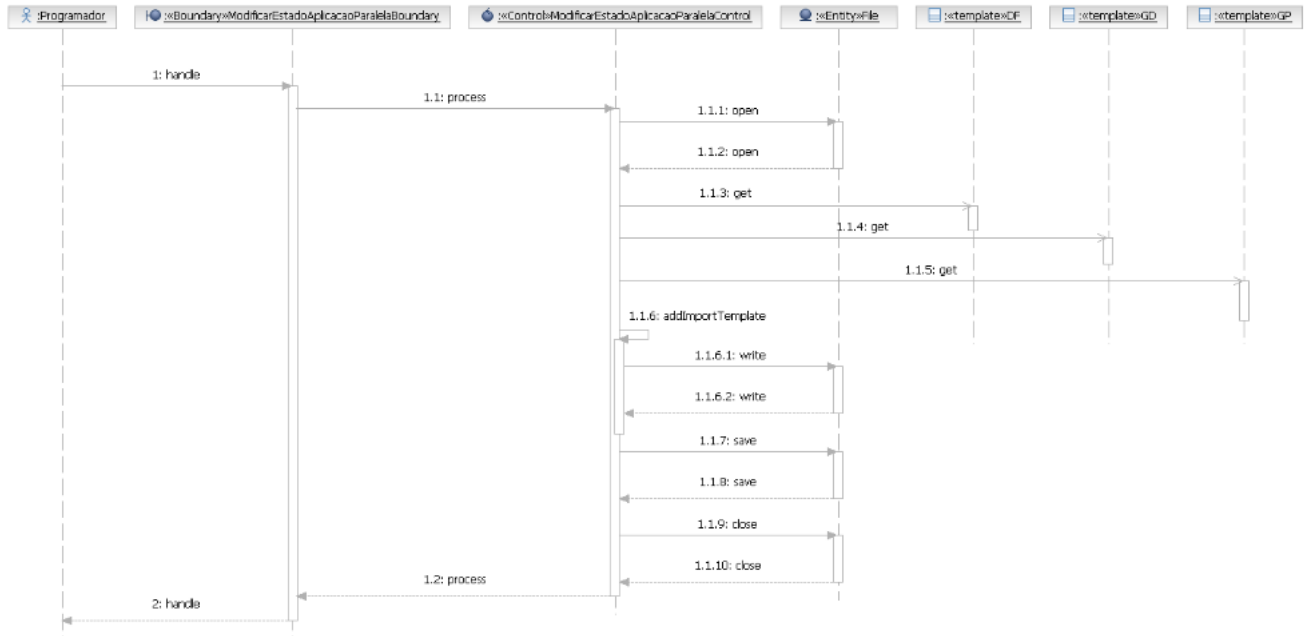 :Programador
:«Boundary»ModificarEstadoAplicacaoParalelaBoundary
:«Control»ModificarEstadoAplicacaoParalelaControl
:«Entity»File
:«template»DF
:«template»GD
:«template»GP
1: handle
1.1: process
1.1.1: open
1.1.2: open
1.1.3: get
1.1.4: get
1.1.5: get
1.1.6: addImportTemplate
1.1.6.1: write
1.1.6.2: write
1.1.7: save
1.1.8: save
1.1.9: close
1.1.10: close
1.2: process
2: handle